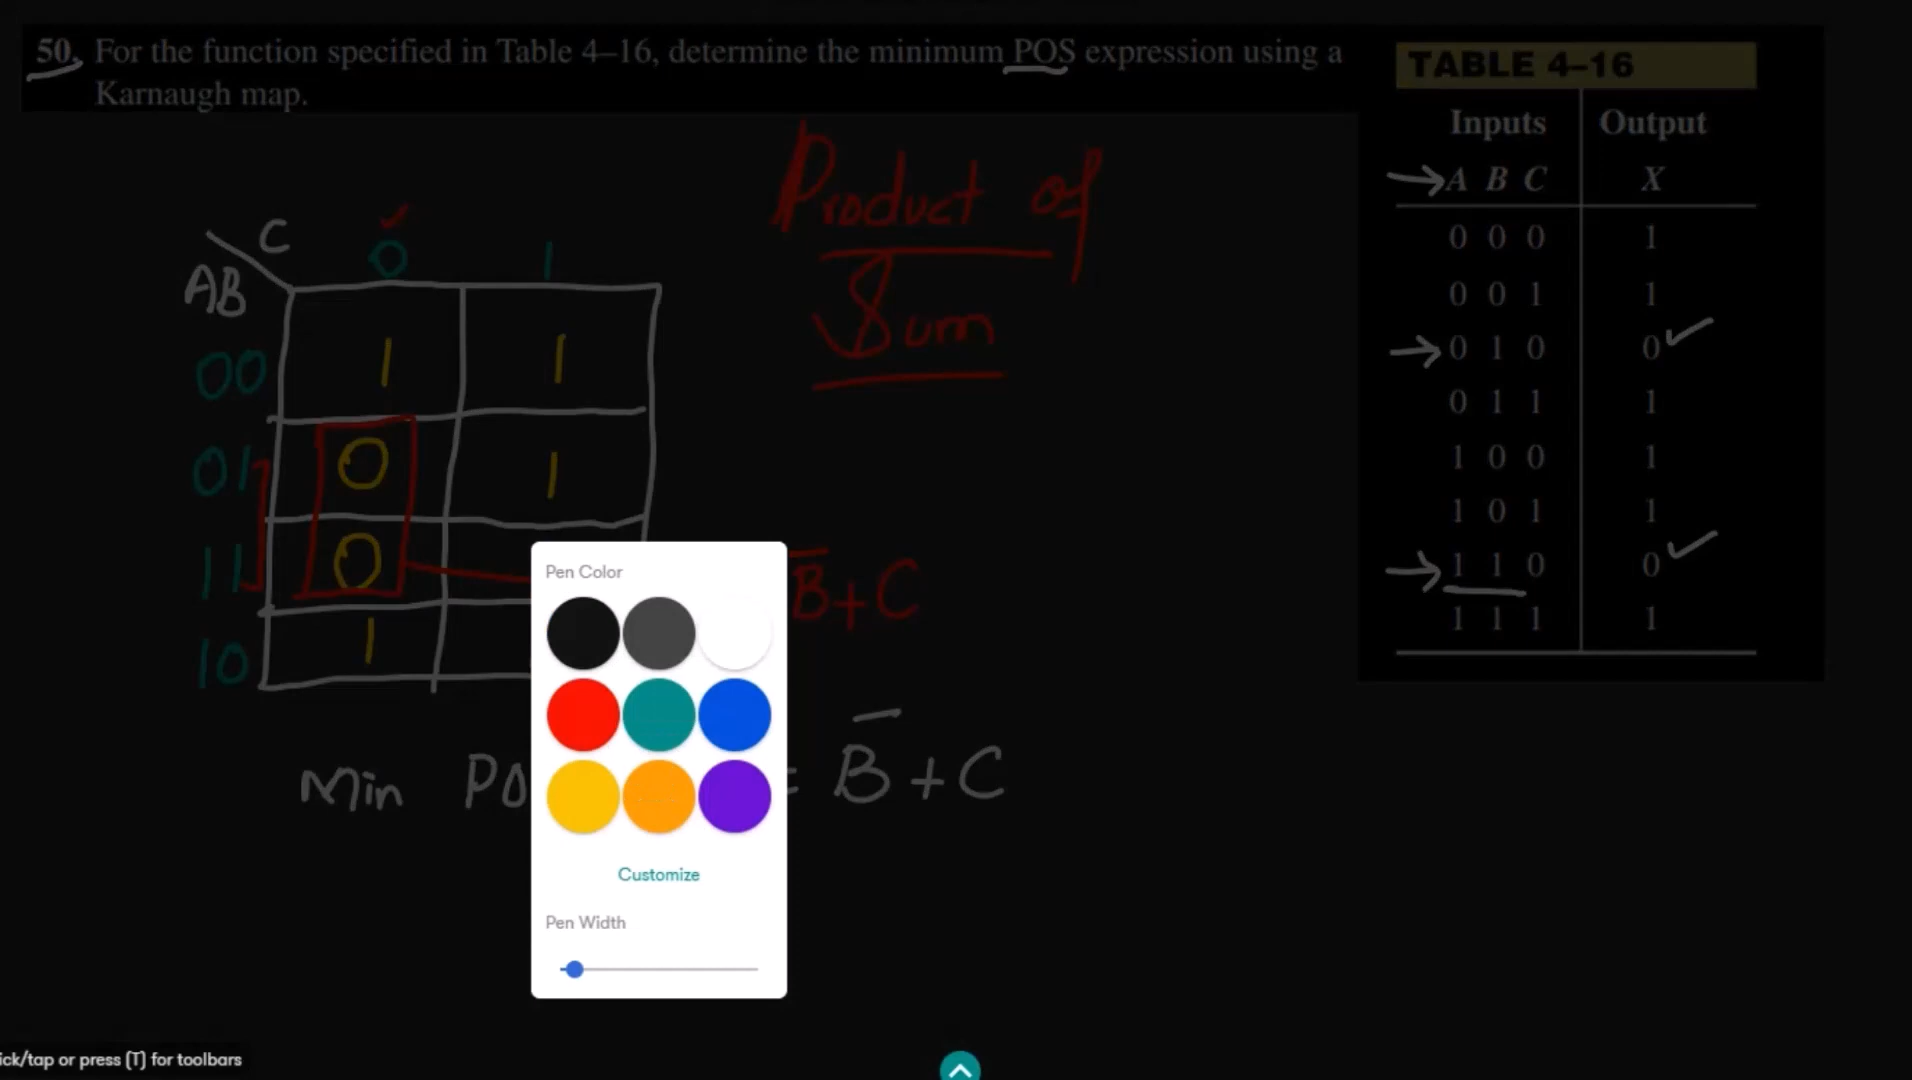 50. For the function specified in Table 4–16, determine the minimum POS expression using a
Karnaugh map.
Product of
Sum
C
AB
0 1
00 1 1
01 0 1
11 0
10 1
B̅+C
Min PO = B̅ + C
TABLE 4–16
Inputs Output
A B C X
0 0 0 1
0 0 1 1
0 1 0 0
0 1 1 1
1 0 0 1
1 0 1 1
1 1 0 0
1 1 1 1
Pen Color
Customize
Pen Width
ick/tap or press (T) for toolbars